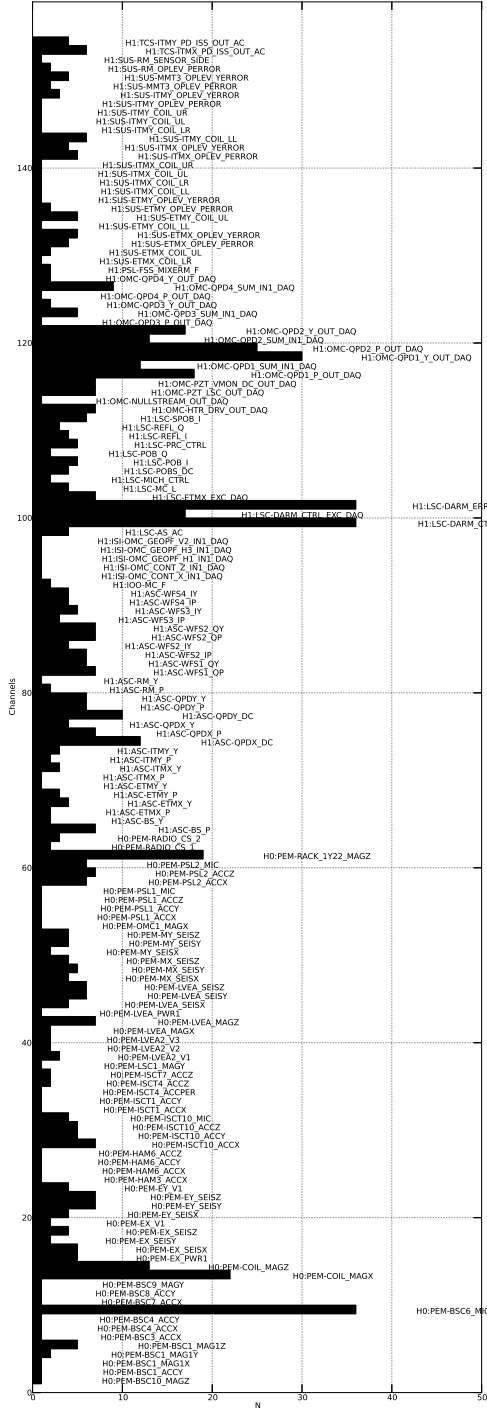 H1:TCS-ITMY_PD_ISS_OUT_AC
H1:TCS-ITMX_PD_ISS_OUT_AC
H1:SUS-RM_SENSOR_SIDE
H1:SUS-RM_OPLEV_PERROR
H1:SUS-MMT3_OPLEV_YERROR
H1:SUS-MMT3_OPLEV_PERROR
H1:SUS-ITMY_OPLEV_YERROR
H1:SUS-ITMY_OPLEV_PERROR
H1:SUS-ITMY_COIL_UR
H1:SUS-ITMY_COIL_UL
H1:SUS-ITMY_COIL_LR
H1:SUS-ITMY_COIL_LL
H1:SUS-ITMX_OPLEV_YERROR
H1:SUS-ITMX_OPLEV_PERROR
H1:SUS-ITMX_COIL_UR
140
H1:SUS-ITMX_COIL_UL
H1:SUS-ITMX_COIL_LR
H1:SUS-ITMX_COIL_LL
H1:SUS-ETMY_OPLEV_YERROR
H1:SUS-ETMY_OPLEV_PERROR
H1:SUS-ETMY_COIL_UL
H1:SUS-ETMY_COIL_LL
H1:SUS-ETMX_OPLEV_YERROR
H1:SUS-ETMX_OPLEV_PERROR
H1:SUS-ETMX_COIL_UL
H1:SUS-ETMX_COIL_LR
H1:PSL-FSS_MIXERM_F
H1:OMC-QPD4_Y_OUT_DAQ
H1:OMC-QPD4_SUM_IN1_DAQ
H1:OMC-QPD4_P_OUT_DAQ
H1:OMC-QPD3_Y_OUT_DAQ
H1:OMC-QPD3_SUM_IN1_DAQ
H1:OMC-QPD3_P_OUT_DAQ
H1:OMC-QPD2_Y_OUT_DAQ
H1:OMC-QPD2_SUM_IN1_DAQ
120
H1:OMC-QPD2_P_OUT_DAQ
H1:OMC-QPD1_Y_OUT_DAQ
H1:OMC-QPD1_SUM_IN1_DAQ
H1:OMC-QPD1_P_OUT_DAQ
H1:OMC-PZT_VMON_DC_OUT_DAQ
H1:OMC-PZT_LSC_OUT_DAQ
H1:OMC-NULLSTREAM_OUT_DAQ
H1:OMC-HTR_DRV_OUT_DAQ
H1:LSC-SPOB_I
H1:LSC-REFL_Q
H1:LSC-REFL_I
H1:LSC-PRC_CTRL
H1:LSC-POB_Q
H1:LSC-POB_I
H1:LSC-POBS_DC
H1:LSC-MICH_CTRL
H1:LSC-MC_L
H1:LSC-ETMX_EXC_DAQ
H1:LSC-DARM_ERR
H1:LSC-DARM_CTRL_EXC_DAQ
100
H1:LSC-DARM_CT
H1:LSC-AS_AC
H1:ISI-OMC_GEOPF_V2_IN1_DAQ
H1:ISI-OMC_GEOPF_H3_IN1_DAQ
H1:ISI-OMC_GEOPF_H1_IN1_DAQ
H1:ISI-OMC_CONT_Z_IN1_DAQ
H1:ISI-OMC_CONT_X_IN1_DAQ
H1:IOO-MC_F
H1:ASC-WFS4_IY
H1:ASC-WFS4_IP
H1:ASC-WFS3_IY
H1:ASC-WFS3_IP
H1:ASC-WFS2_QY
H1:ASC-WFS2_QP
H1:ASC-WFS2_IY
H1:ASC-WFS2_IP
H1:ASC-WFS1_QY
H1:ASC-WFS1_QP
H1:ASC-RM_Y
H1:ASC-RM_P
80
H1:ASC-QPDY_Y
H1:ASC-QPDY_P
H1:ASC-QPDY_DC
H1:ASC-QPDX_Y
H1:ASC-QPDX_P
H1:ASC-QPDX_DC
H1:ASC-ITMY_Y
H1:ASC-ITMY_P
H1:ASC-ITMX_Y
H1:ASC-ITMX_P
H1:ASC-ETMY_Y
H1:ASC-ETMY_P
H1:ASC-ETMX_Y
H1:ASC-ETMX_P
H1:ASC-BS_Y
H1:ASC-BS_P
H0:PEM-RADIO_CS_2
H0:PEM-RADIO_CS_1
H0:PEM-RACK_1Y22_MAGZ
H0:PEM-PSL2_MIC
60
H0:PEM-PSL2_ACCZ
H0:PEM-PSL2_ACCX
H0:PEM-PSL1_MIC
H0:PEM-PSL1_ACCZ
H0:PEM-PSL1_ACCY
H0:PEM-PSL1_ACCX
H0:PEM-OMC1_MAGX
H0:PEM-MY_SEISZ
H0:PEM-MY_SEISY
H0:PEM-MY_SEISX
H0:PEM-MX_SEISZ
H0:PEM-MX_SEISY
H0:PEM-MX_SEISX
H0:PEM-LVEA_SEISZ
H0:PEM-LVEA_SEISY
H0:PEM-LVEA_SEISX
H0:PEM-LVEA_PWR1
H0:PEM-LVEA_MAGZ
H0:PEM-LVEA_MAGX
H0:PEM-LVEA2_V3
40
H0:PEM-LVEA2_V2
H0:PEM-LVEA2_V1
H0:PEM-LSC1_MAGY
H0:PEM-ISCT7_ACCZ
H0:PEM-ISCT4_ACCZ
H0:PEM-ISCT4_ACCPER
H0:PEM-ISCT1_ACCY
H0:PEM-ISCT1_ACCX
H0:PEM-ISCT10_MIC
H0:PEM-ISCT10_ACCZ
H0:PEM-ISCT10_ACCY
H0:PEM-ISCT10_ACCX
H0:PEM-HAM6_ACCZ
H0:PEM-HAM6_ACCY
H0:PEM-HAM6_ACCX
H0:PEM-HAM3_ACCX
H0:PEM-EY_V1
H0:PEM-EY_SEISZ
H0:PEM-EY_SEISY
H0:PEM-EY_SEISX
20
H0:PEM-EX_V1
H0:PEM-EX_SEISZ
H0:PEM-EX_SEISY
H0:PEM-EX_SEISX
H0:PEM-EX_PWR1
H0:PEM-COIL_MAGZ
H0:PEM-COIL_MAGX
H0:PEM-BSC9_MAGY
H0:PEM-BSC8_ACCY
H0:PEM-BSC7_ACCX
H0:PEM-BSC6_MIC
H0:PEM-BSC4_ACCY
H0:PEM-BSC4_ACCX
H0:PEM-BSC3_ACCX
H0:PEM-BSC1_MAG1Z
H0:PEM-BSC1_MAG1Y
H0:PEM-BSC1_MAG1X
H0:PEM-BSC1_ACCY
H0:PEM-BSC10_MAGZ
0
0 10 20 30 40 50
N
Channels